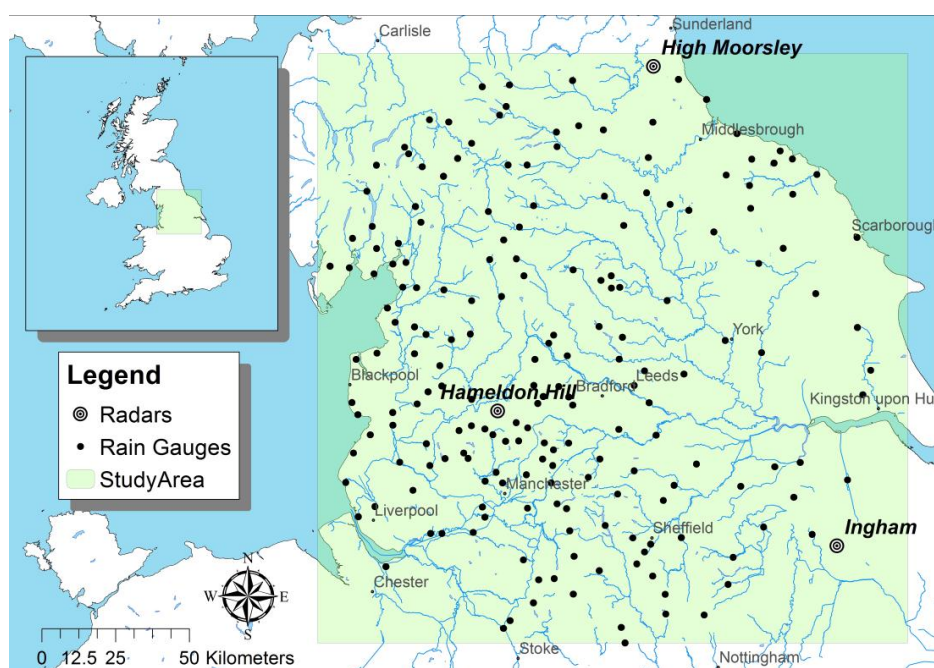 Carlisle
Sunderland
High Moorsley
Middlesbrough
Scarborough
York
Legend
Radars
Rain Gauges
StudyArea
Blackpool
Hameldon Hill
Bradford
Leeds
Kingston upon Hu
Manchester
Liverpool
Sheffield
Ingham
Chester
N
W
E
S
0 12.5 25 50 Kilometers
Stoke
Nottingham